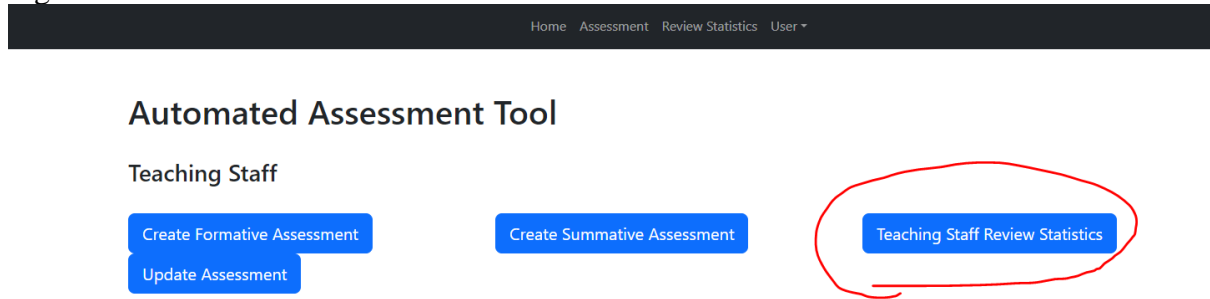 Home Assessment Review Statistics User
Automated Assessment Tool
Teaching Staff
Create Formative Assessment Create Summative Assessment Teaching Staff Review Statistics
Update Assessment